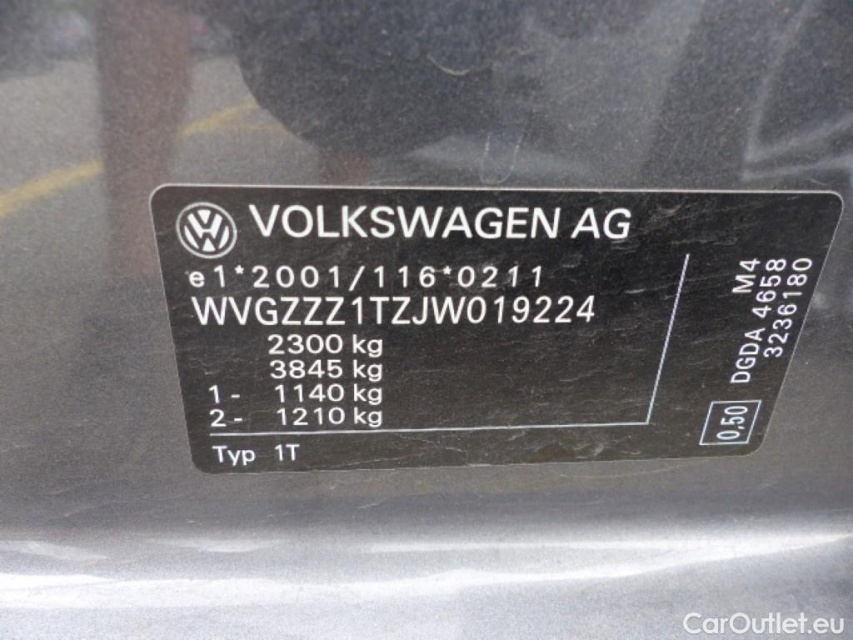 VOLKSWAGEN AG
e1*2001/116*0211
WVGZZZ1TZJW019224
2300 kg
3845 kg
1 - 1140 kg
2 - 1210 kg
Typ 1T
M4
DGDA 4658
3236180
0,50
CarOutlet.eu